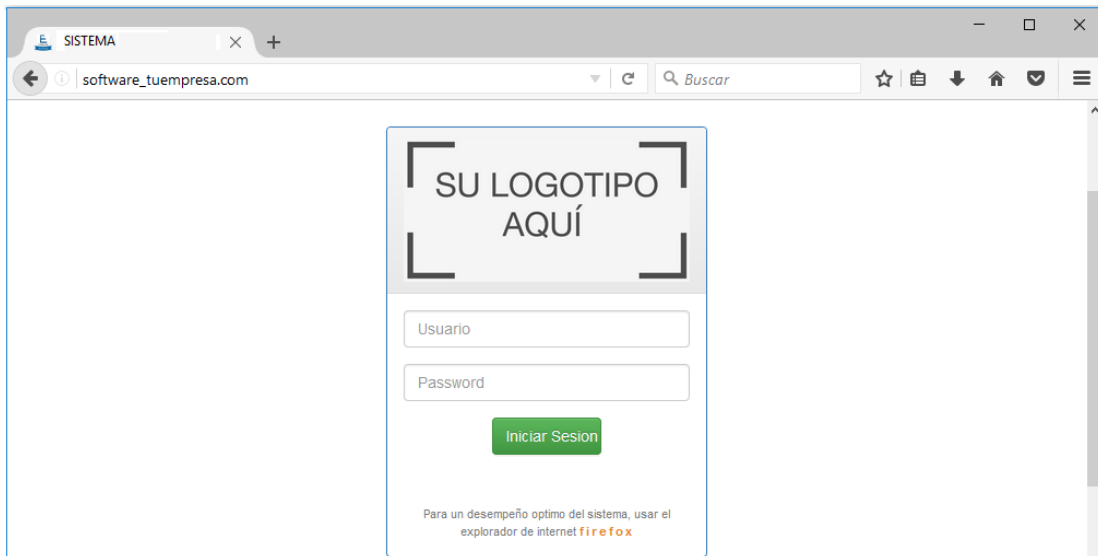 SISTEMA
software_tuempresa.com
Buscar
SU LOGOTIPO
AQUÍ
Usuario
Password
Iniciar Sesion
Para un desempeño optimo del sistema, usar el
explorador de internet firefox